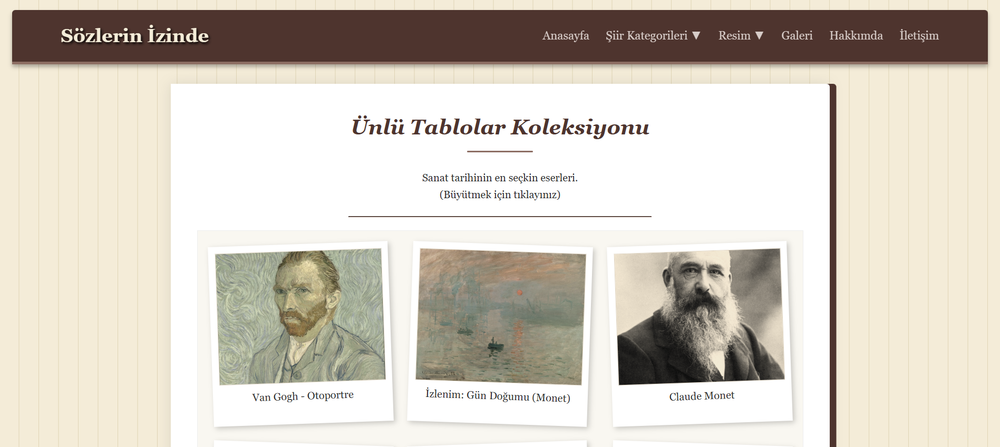 Sözlerin İzinde
Anasayfa Şiir Kategorileri ▼ Resim ▼ Galeri Hakkımda İletişim
Ünlü Tablolar Koleksiyonu
Sanat tarihinin en seçkin eserleri.
(Büyütmek için tıklayınız)
Van Gogh - Otoportre
İzlenim: Gün Doğumu (Monet)
Claude Monet